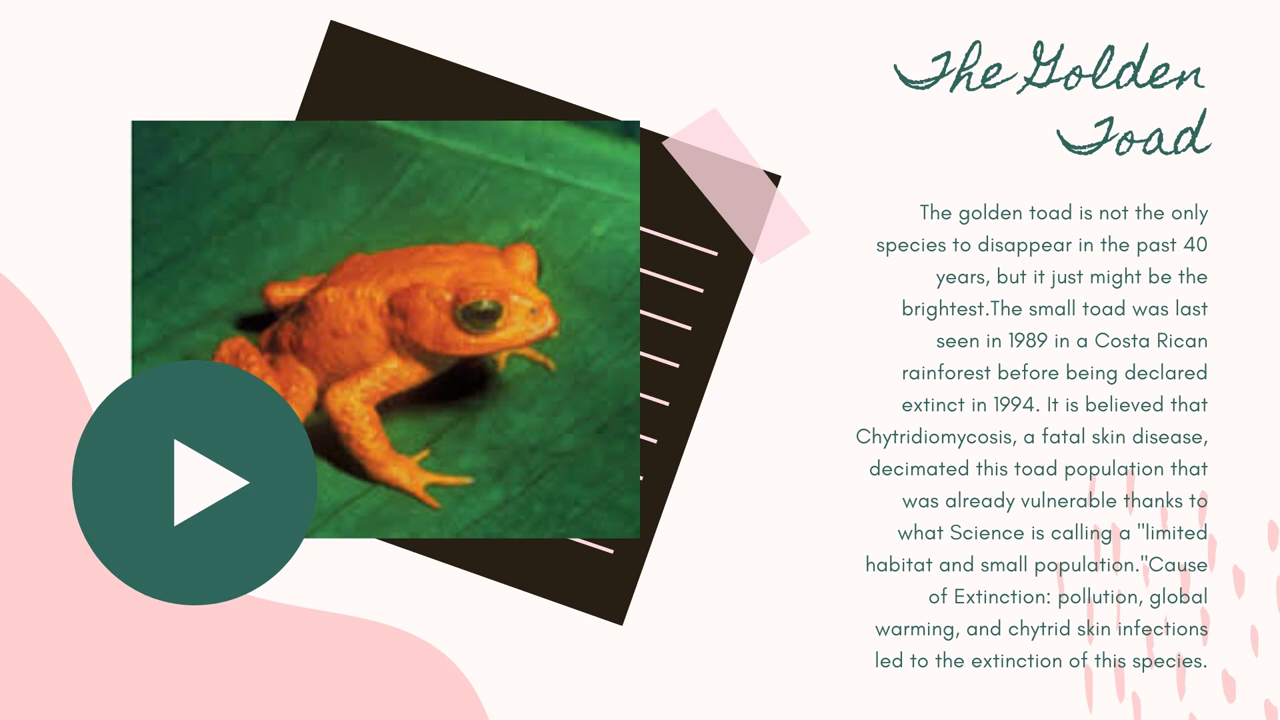 The Golden
Toad
The golden toad is not the only
species to disappear in the past 40
years, but it just might be the
brightest.The small toad was last
seen in 1989 in a Costa Rican
rainforest before being declared
extinct in 1994. It is believed that
Chytridiomycosis, a fatal skin disease,
decimated this toad population that
was already vulnerable thanks to
what Science is calling a "limited
habitat and small population."Cause
of Extinction: pollution, global
warming, and chytrid skin infections
led to the extinction of this species.